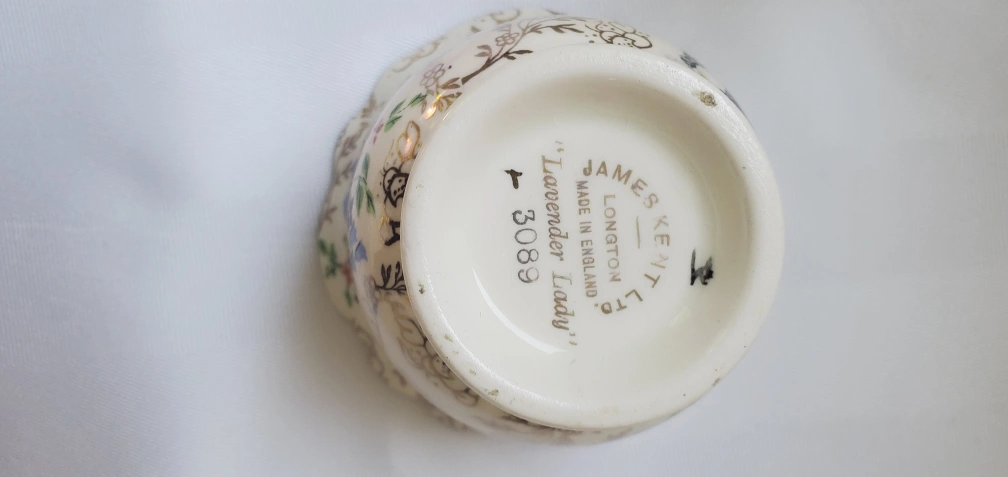 JAMES KENT LTD.
LONGTON
MADE IN ENGLAND
"Lavender Lady"
3089